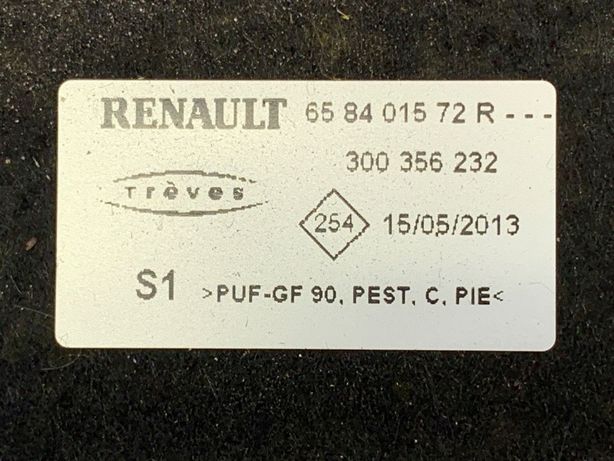 RENAULT 65 84 015 72 R - - -
300 356 232
Trèves
254 15/05/2013
S1 >PUF-GF 90, PEST, C, PIE<